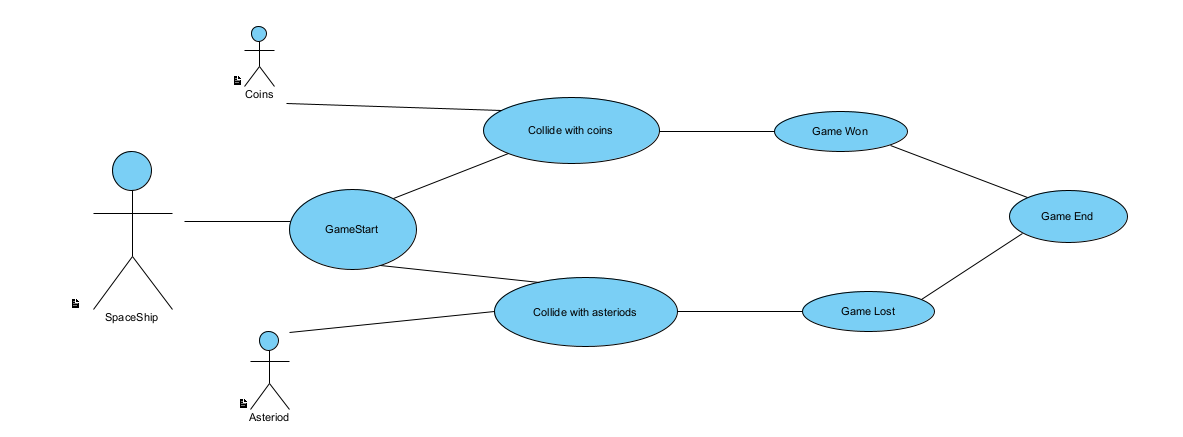 Coins
Collide with coins
Game Won
SpaceShip
GameStart
Game End
Collide with asteriods
Game Lost
Asteriod